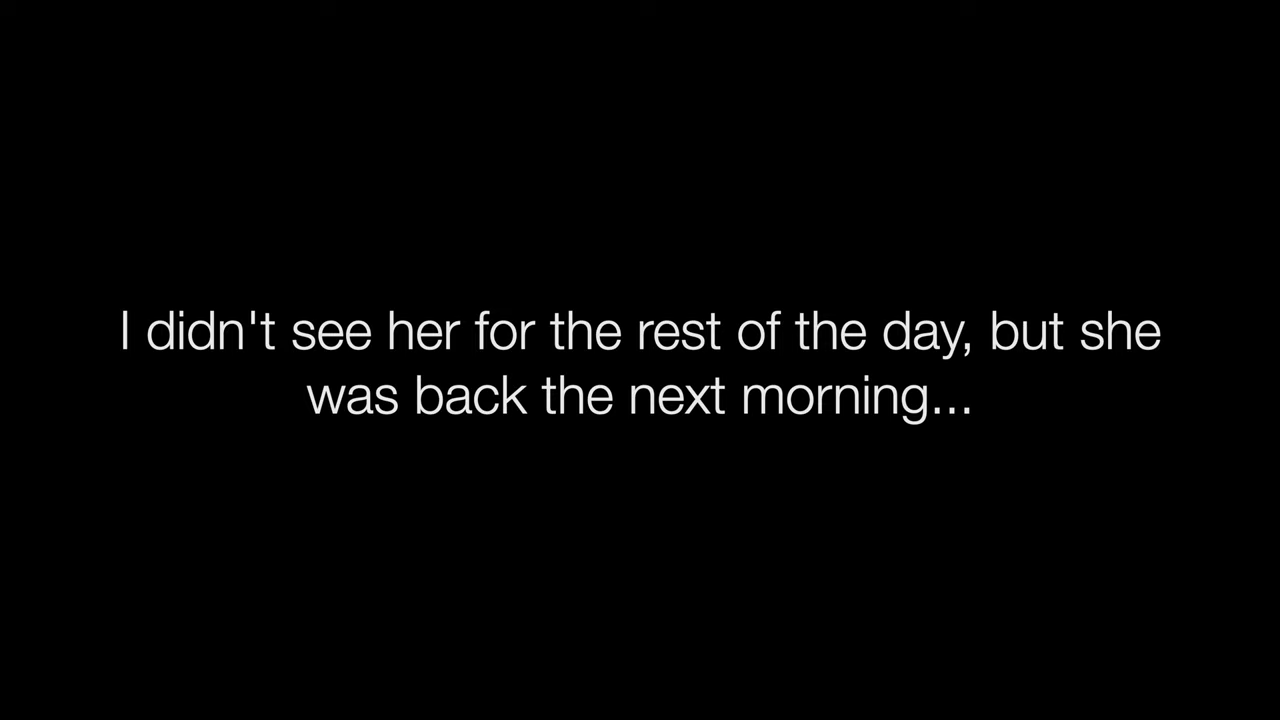 I didn't see her for the rest of the day, but she
was back the next morning...